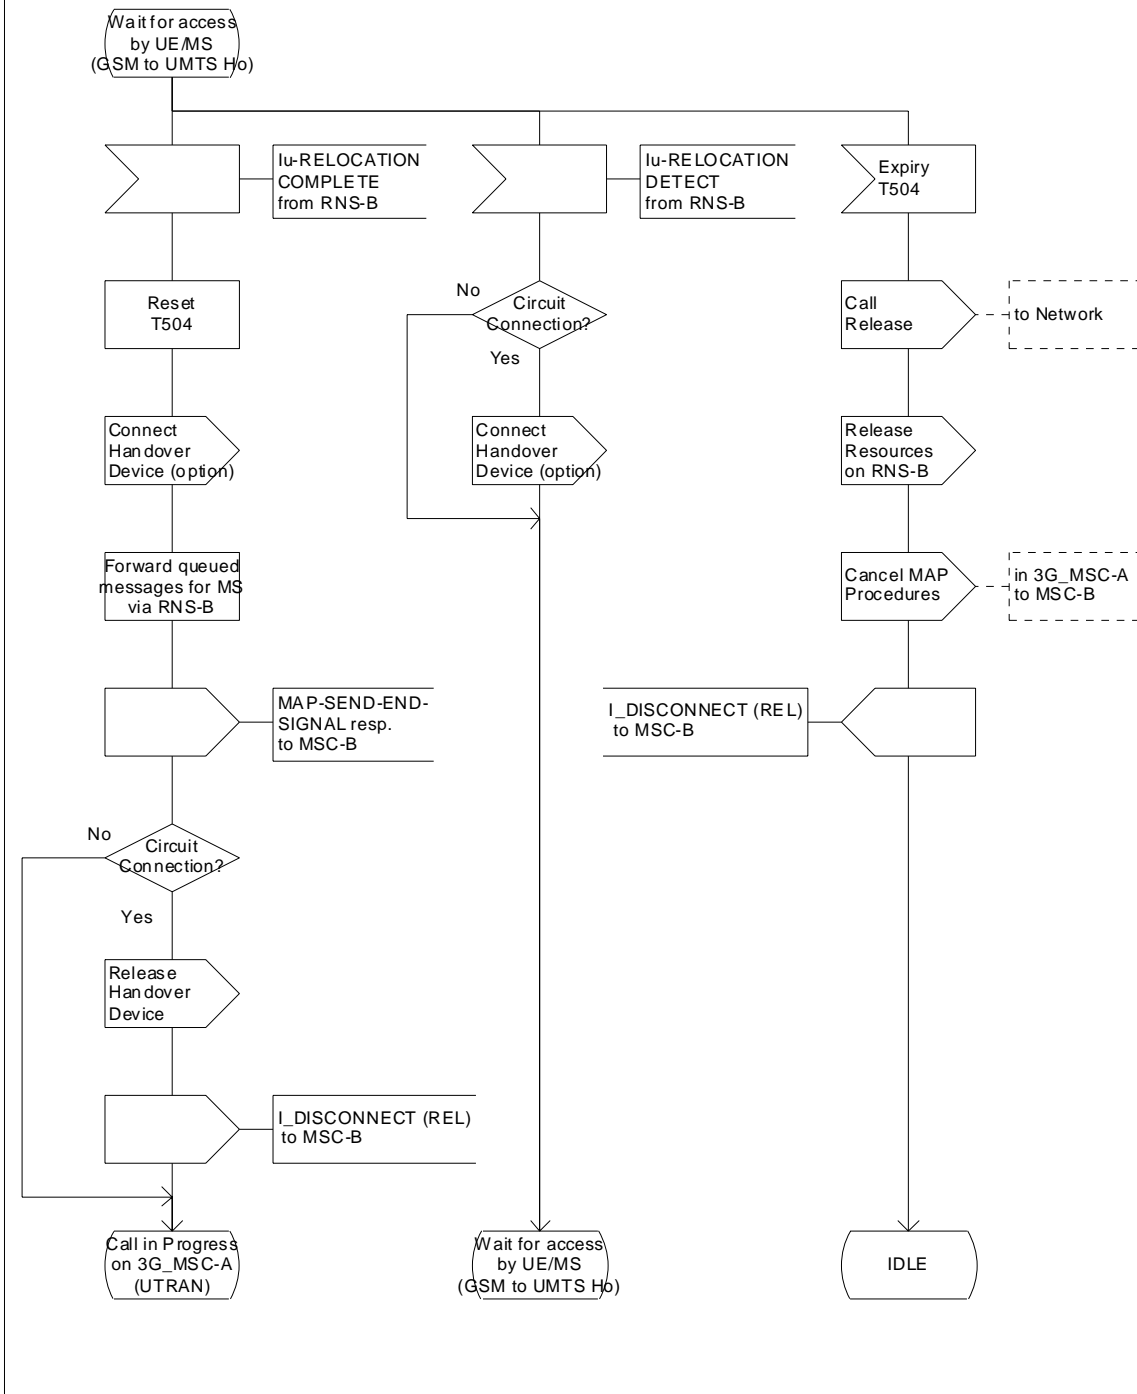 Wait for access
by UE/MS
(GSM to UMTS Ho)
Iu-RELOCATION
COMPLETE
from RNS-B
Iu-RELOCATION
DETECT
from RNS-B
Expiry
T504
Reset
T504
No
Circuit
Connection?
Yes
Call
Release
to Network
Connect
Handover
Device (option)
Connect
Handover
Device (option)
Release
Resources
on RNS-B
Forward queued
messages for MS
via RNS-B
Cancel MAP
Procedures
in 3G_MSC-A
to MSC-B
MAP-SEND-END-
SIGNAL resp.
to MSC-B
I_DISCONNECT (REL)
to MSC-B
No
Circuit
Connection?
Yes
Release
Handover
Device
I_DISCONNECT (REL)
to MSC-B
Call in Progress
on 3G_MSC-A
(UTRAN)
Wait for access
by UE/MS
(GSM to UMTS Ho)
IDLE